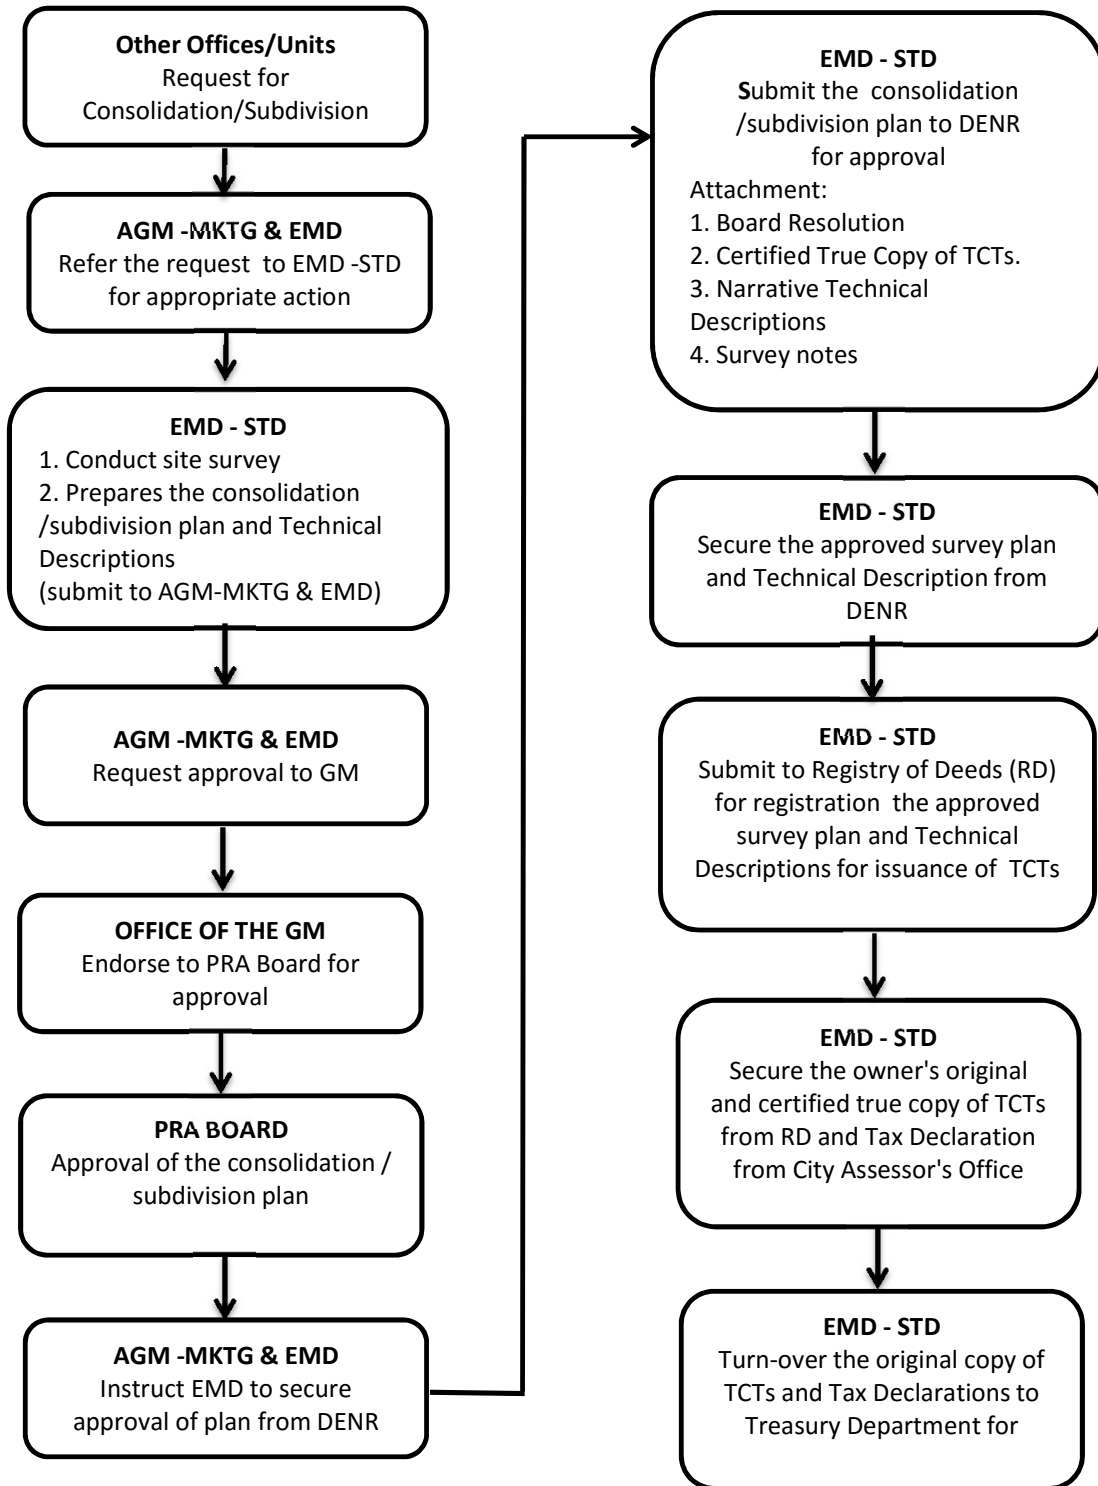 Other Offices/Units
Request for
Consolidation/Subdivision
AGM -MKTG & EMD
Refer the request to EMD -STD
for appropriate action
EMD - STD
1. Conduct site survey
2. Prepares the consolidation
/subdivision plan and Technical
Descriptions
(submit to AGM-MKTG & EMD)
AGM -MKTG & EMD
Request approval to GM
OFFICE OF THE GM
Endorse to PRA Board for
approval
PRA BOARD
Approval of the consolidation /
subdivision plan
AGM -MKTG & EMD
Instruct EMD to secure
approval of plan from DENR
EMD - STD
Submit the consolidation
/subdivision plan to DENR
for approval
Attachment:
1. Board Resolution
2. Certified True Copy of TCTs.
3. Narrative Technical
Descriptions
4. Survey notes
EMD - STD
Secure the approved survey plan
and Technical Description from
DENR
EMD - STD
Submit to Registry of Deeds (RD)
for registration the approved
survey plan and Technical
Descriptions for issuance of TCTs
EMD - STD
Secure the owner's original
and certified true copy of TCTs
from RD and Tax Declaration
from City Assessor's Office
EMD - STD
Turn-over the original copy of
TCTs and Tax Declarations to
Treasury Department for